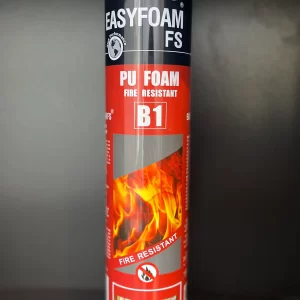 EASYFOAM
FS
PU FOAM
FIRE RESISTANT
B1
FIRE RESISTANT